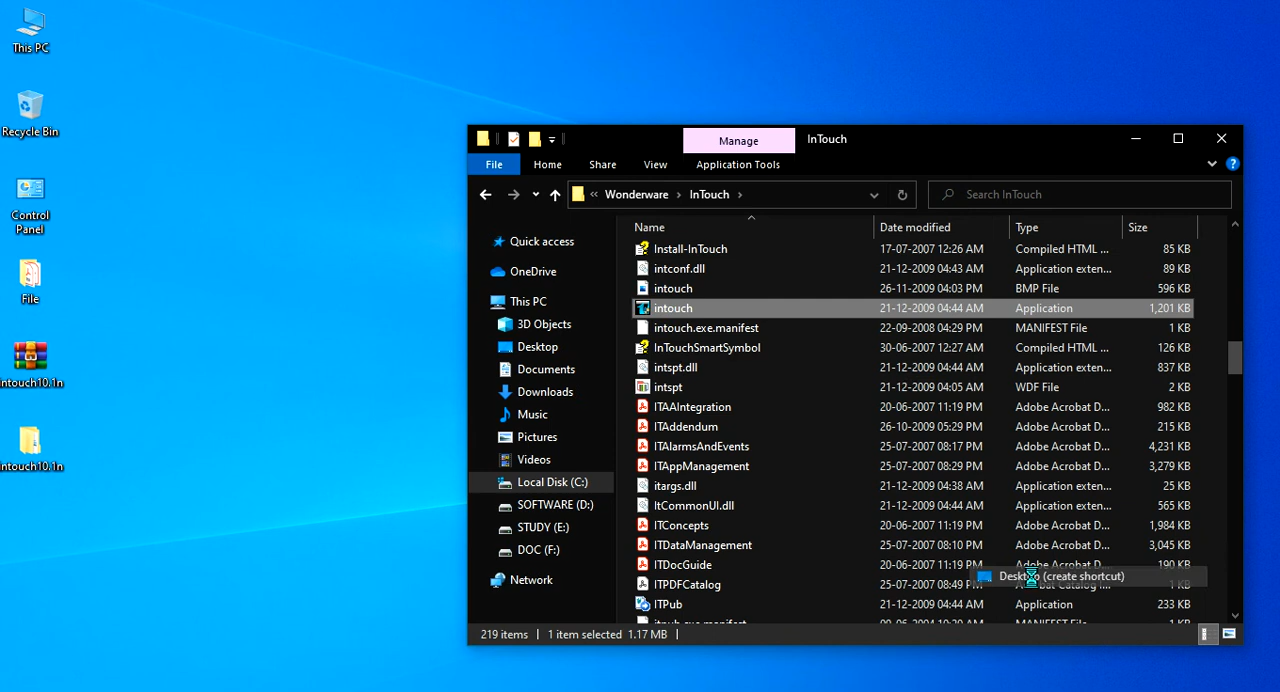 This PC
Recycle Bin
Control
Panel
File
intouch10.1n
intouch10.1n
Manage
InTouch
File
Home
Share
View
Application Tools
Wonderware
InTouch
Search InTouch
Quick access
OneDrive
This PC
3D Objects
Desktop
Documents
Downloads
Music
Pictures
Videos
Local Disk (C:)
SOFTWARE (D:)
STUDY (E:)
DOC (F:)
Network
Name Date modified Type Size
Install-InTouch 17-07-2007 12:26 AM Compiled HTML ... 85 KB
intconf.dll 21-12-2009 04:43 AM Application exten... 89 KB
intouch 26-11-2009 04:03 PM BMP File 596 KB
intouch 21-12-2009 04:44 AM Application 1,201 KB
intouch.exe.manifest 22-09-2008 04:29 PM MANIFEST File 1 KB
InTouchSmartSymbol 30-06-2007 12:27 AM Compiled HTML ... 126 KB
intspt.dll 21-12-2009 04:44 AM Application exten... 837 KB
intspt 21-12-2009 04:05 AM WDF File 2 KB
ITAAIntegration 20-06-2007 11:19 PM Adobe Acrobat D... 982 KB
ITAddendum 26-10-2009 05:29 PM Adobe Acrobat D... 215 KB
ITAlarmsAndEvents 25-07-2007 08:17 PM Adobe Acrobat D... 4,231 KB
ITAppManagement 25-07-2007 08:29 PM Adobe Acrobat D... 3,279 KB
itargs.dll 21-12-2009 04:38 AM Application exten... 25 KB
ItCommonUI.dll 21-12-2009 04:44 AM Application exten... 565 KB
ITConcepts 20-06-2007 11:19 PM Adobe Acrobat D... 1,984 KB
ITDataManagement 25-07-2007 08:10 PM Adobe Acrobat D... 3,045 KB
ITDocGuide 20-06-2007 11:19 PM Adobe Acrobat D... 190 KB
Desktop (create shortcut)
ITPDFCatalog 25-07-2007 08:49 PM 1 KB
ITPub 21-12-2009 04:44 AM Application 233 KB
itpub.exe.manifest MANIFEST File 1 KB
219 items 1 item selected 1.17 MB